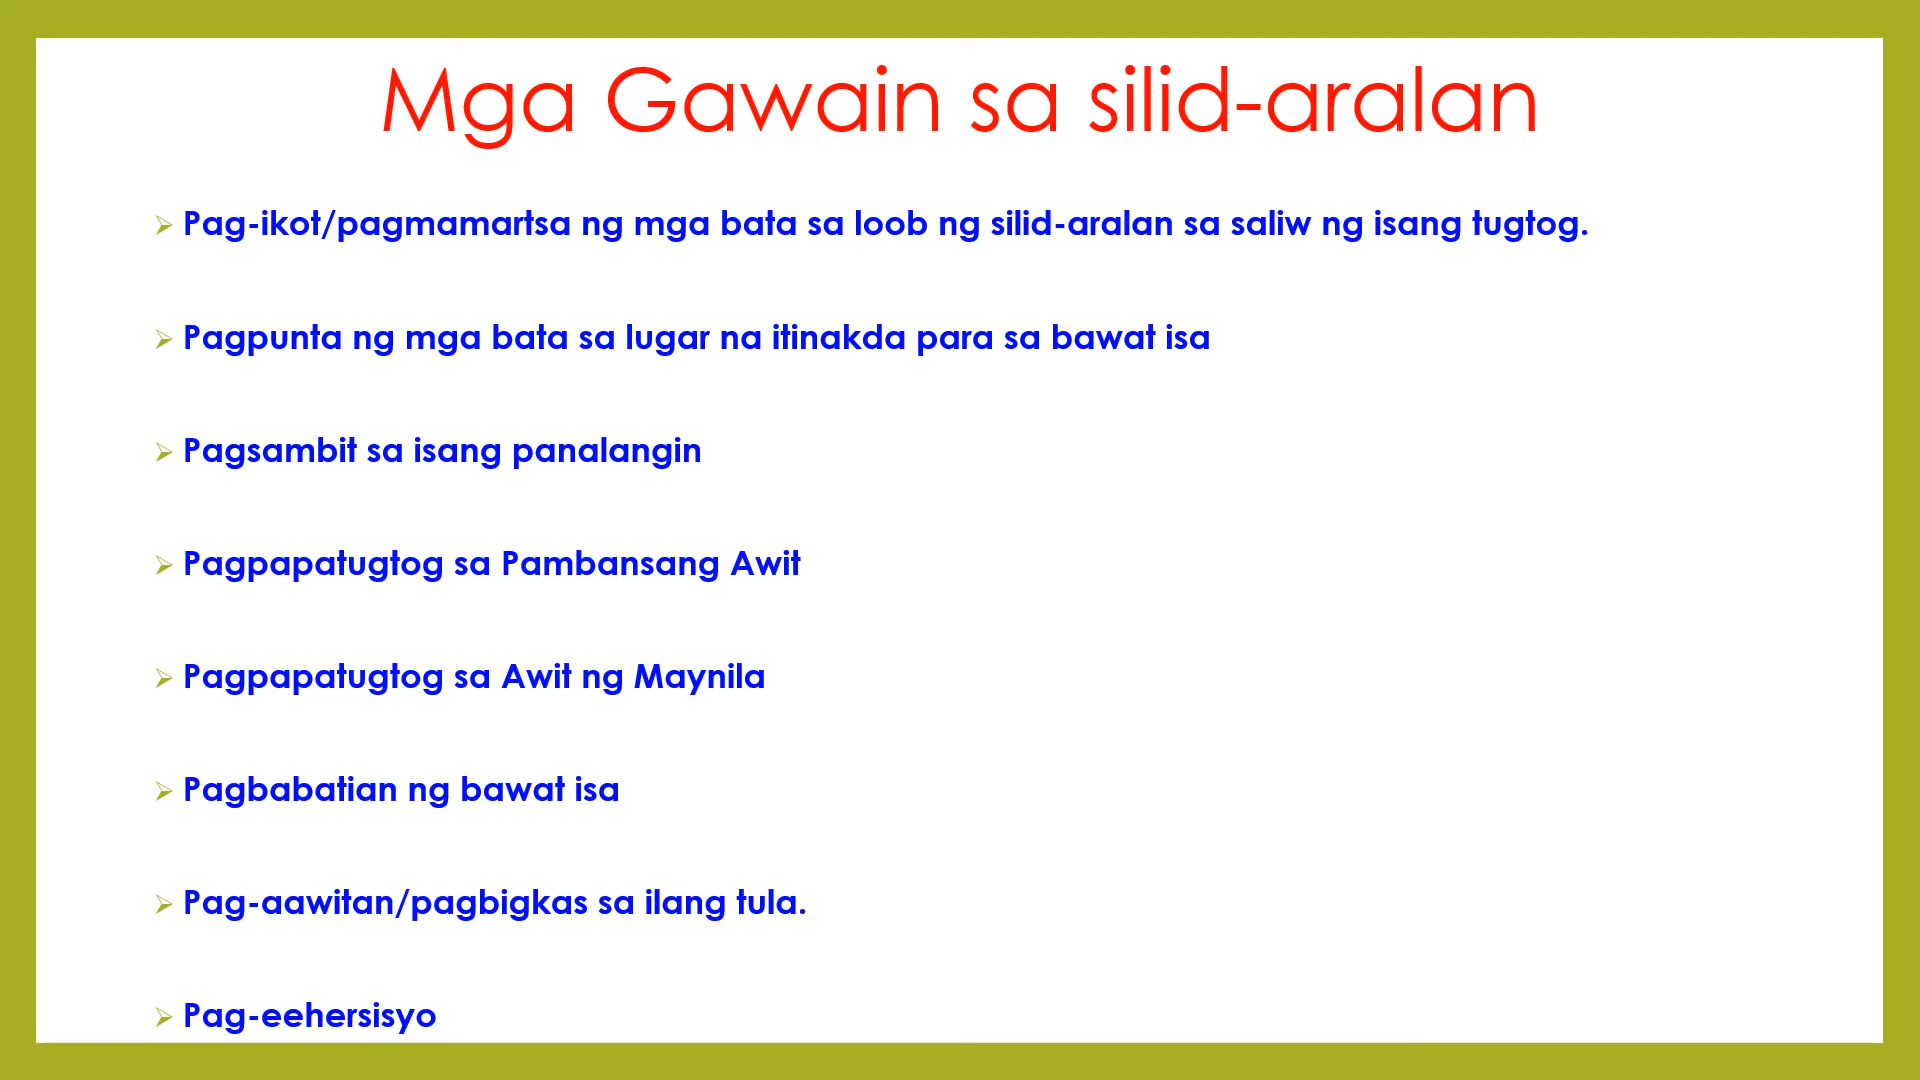 Mga Gawain sa silid-aralan
Pag-ikot/pagmamartsa ng mga bata sa loob ng silid-aralan sa saliw ng isang tugtog.
Pagpunta ng mga bata sa lugar na itinakda para sa bawat isa
Pagsambit sa isang panalangin
Pagpapatugtog sa Pambansang Awit
Pagpapatugtog sa Awit ng Maynila
Pagbabatian ng bawat isa
Pag-aawitan/pagbigkas sa ilang tula.
Pag-eehersisyo